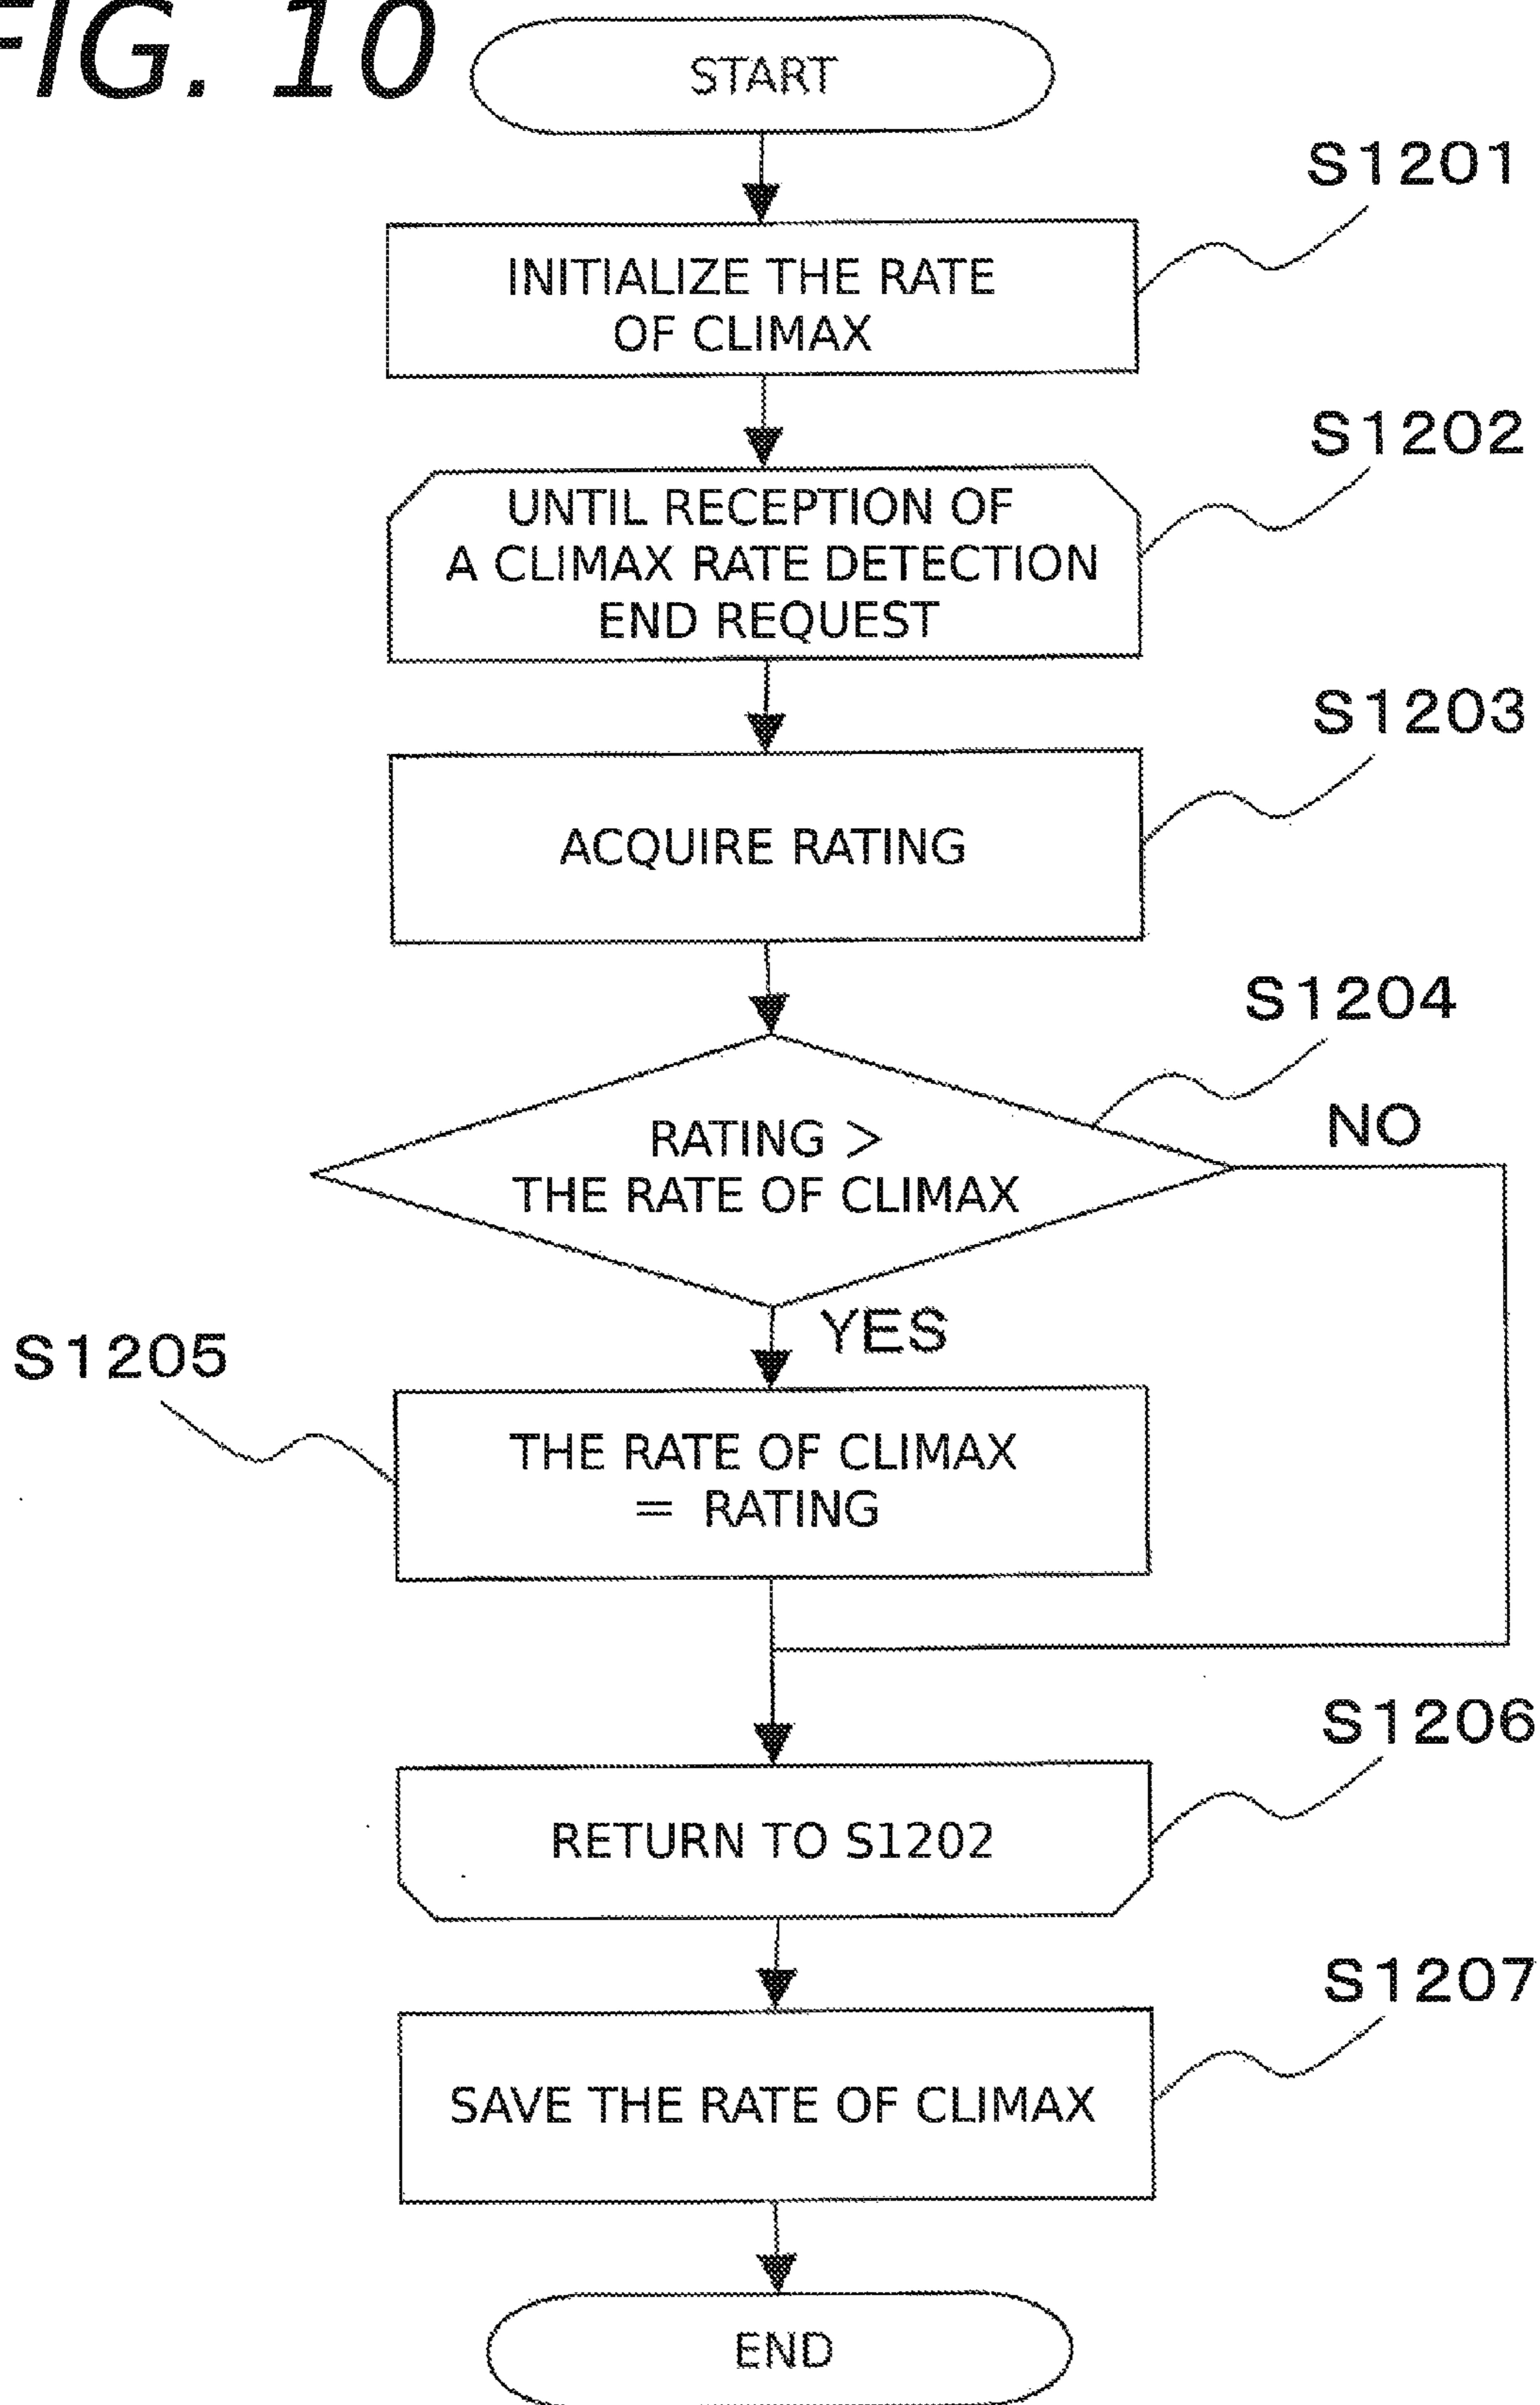 FIG. 10
START
S1201
INITIALIZE THE RATE
OF CLIMAX
S1202
UNTIL RECEPTION OF
A CLIMAX RATE DETECTION
END REQUEST
S1203
ACQUIRE RATING
S1204
RATING >
THE RATE OF CLIMAX
NO
YES
S1205
THE RATE OF CLIMAX
= RATING
S1206
RETURN TO S1202
S1207
SAVE THE RATE OF CLIMAX
END